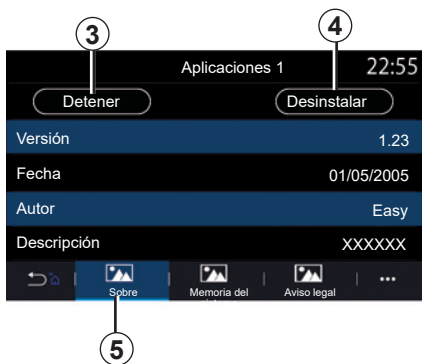 3
4
Aplicaciones 1 22:55
Detener Desinstalar
Versión 1.23
Fecha 01/05/2005
Autor Easy
Descripción XXXXXX
Sobre Memoria del Aviso legal
5